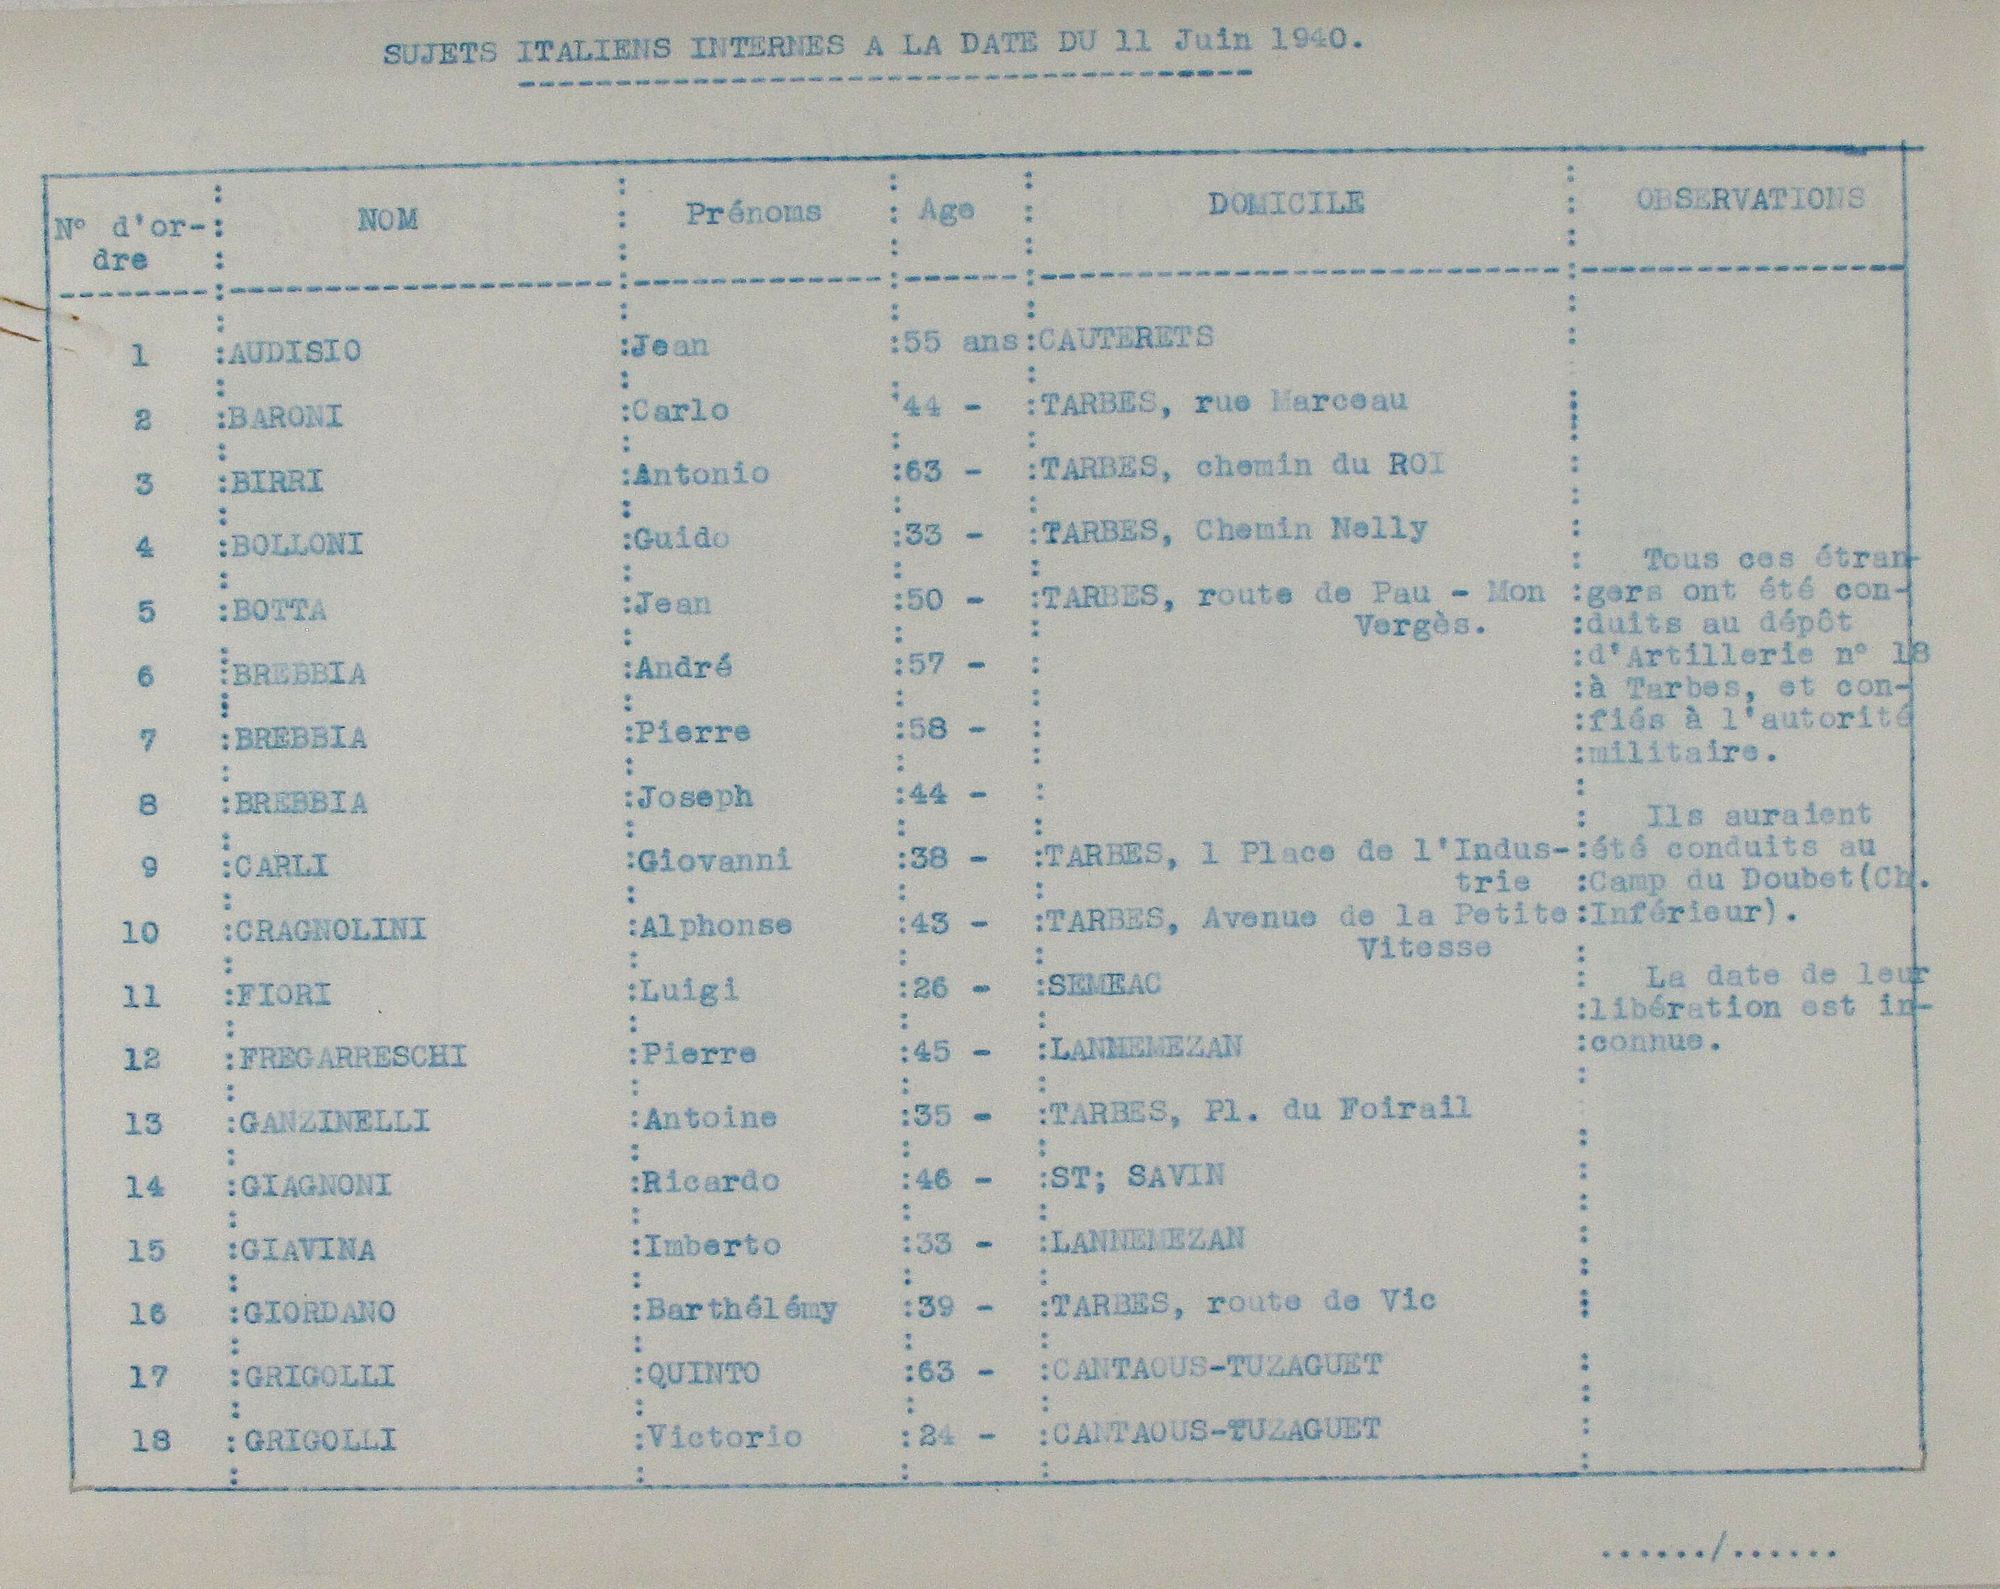 SUJETS ITALIENS INTERNES A LA DATE DU 11 Juin 1940.
N° d'or-dre NOM Prénoms Age DOMICILE OBSERVATIONS
1 AUDISIO Jean 55 ans CAUTERETS
2 BARONI Carlo 44 - TARBES, rue Marceau
3 BIRRI Antonio 63 - TARBES, chemin du ROI
4 BOLLONI Guido 33 - TARBES, Chemin Nelly
5 BOTTA Jean 50 - TARBES, route de Pau - Mon
Vergès.
6 BREBBIA André 57 -
7 BREBBIA Pierre 58 -
8 BREBBIA Joseph 44 -
9 CARLI Giovanni 38 - TARBES, 1 Place de l'Indus-
trie
10 CRAGNOLINI Alphonse 43 - TARBES, Avenue de la Petite
Vitesse
11 FIORI Luigi 26 - SEMEAC
12 FREGARRESCHI Pierre 45 - LANMEMEZAN
13 GANZINELLI Antoine 35 - TARBES, Pl. du Foirail
14 GIAGNONI Ricardo 46 - ST; SAVIN
15 GIAVINA Imberto 33 - LANNEMEZAN
16 GIORDANO Barthélémy 39 - TARBES, route de Vic
17 GRIGOLLI QUINTO 63 - CANTAOUS-TUZAGUET
18 GRIGOLLI Victorio 24 - CANTAOUS-TUZAGUET
Tous ces étran-
gers ont été con-
duits au dépôt
d'Artillerie n° 18
à Tarbes, et con-
fiés à l'autorité
militaire.
Ils auraient
été conduits au
Camp du Doubet(Ch.
Inférieur).
La date de leur
libération est in-
connue.
....../......